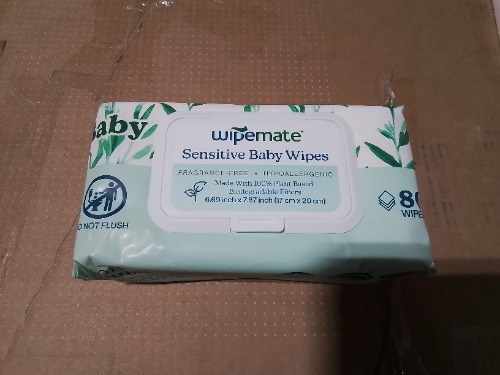 aby
wipemate
Sensitive Baby Wipes
FRAGRANCE-FREE • HYPOALLERGENIC
Made With 100% Plant Based
Biodegradable Fibers
6.69 inch x 7.87 inch (17 cm x 20 cm)
DO NOT FLUSH
80
WIPE